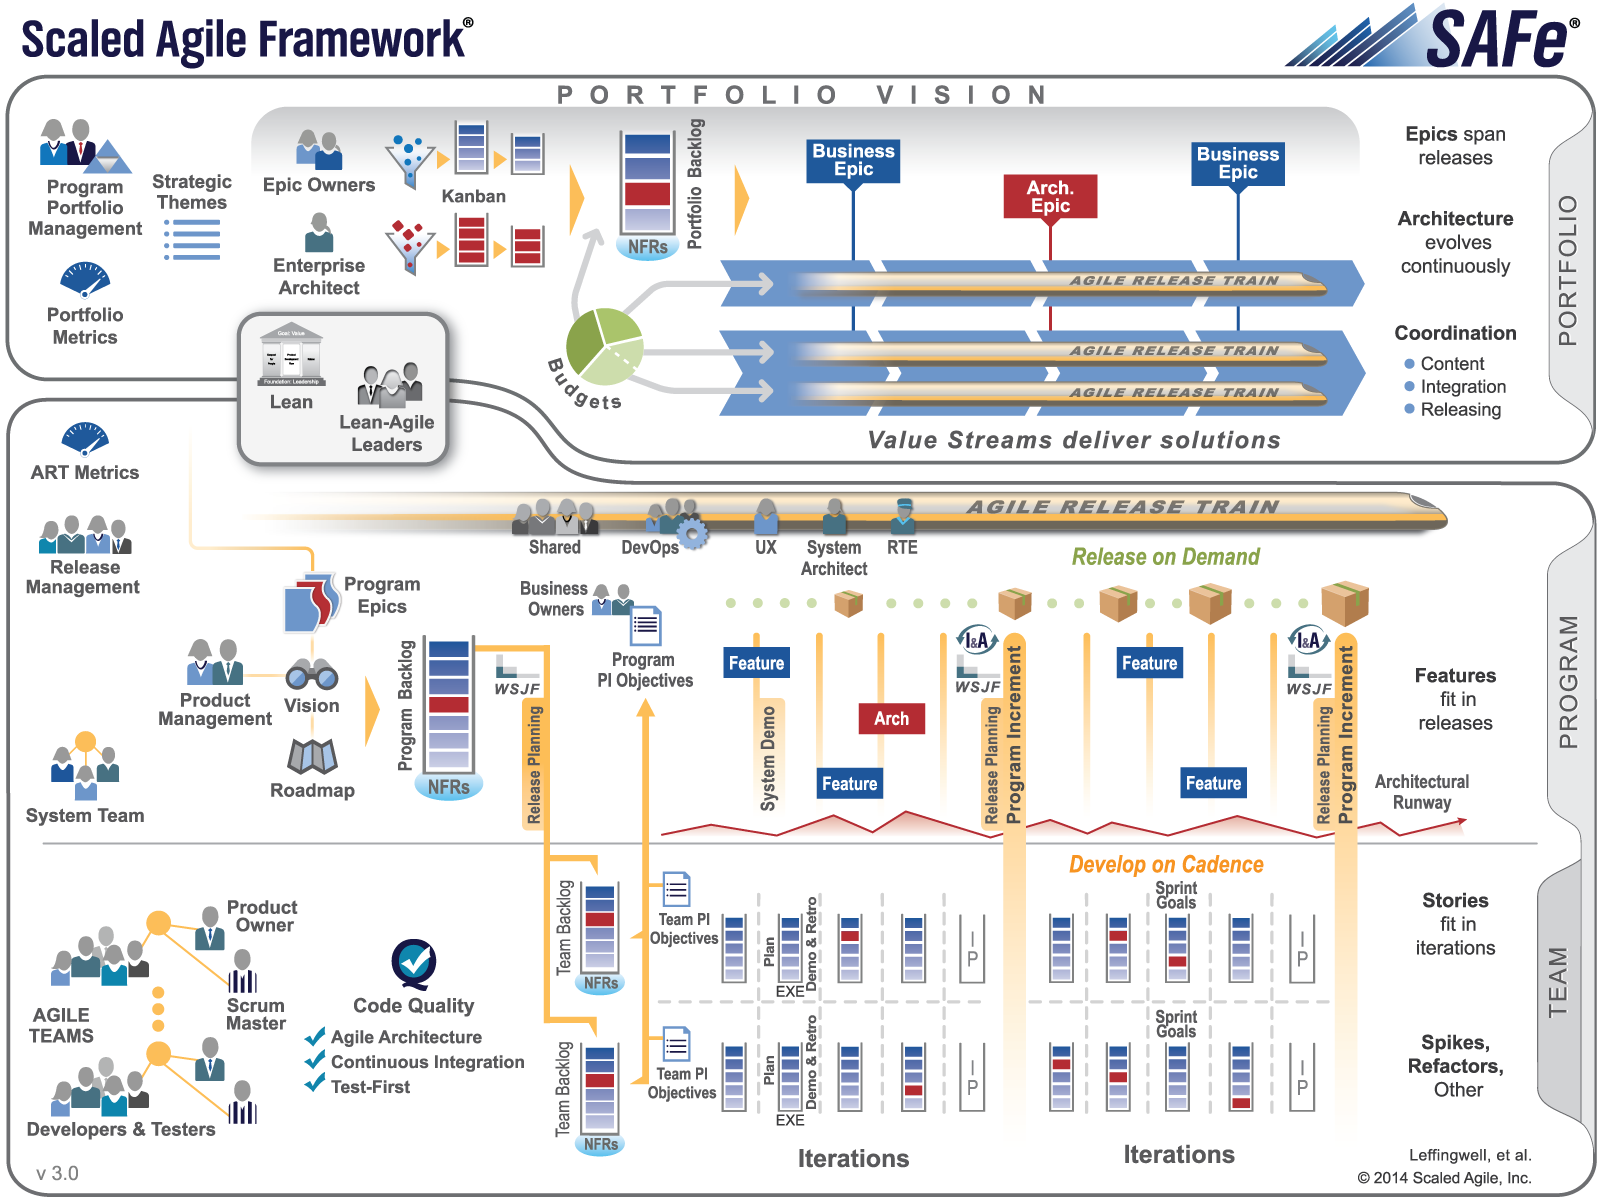 Scaled Agile Framework®
SAFe®
PORTFOLIO VISION
Program
Portfolio
Management
Strategic
Themes
Portfolio
Metrics
Epic Owners
Enterprise
Architect
Kanban
Portfolio Backlog
NFRs
Budgets
Business
Epic
Arch.
Epic
Business
Epic
AGILE RELEASE TRAIN
AGILE RELEASE TRAIN
AGILE RELEASE TRAIN
Value Streams deliver solutions
Epics span
releases
Architecture
evolves
continuously
Coordination
Content
Integration
Releasing
PORTFOLIO
Goal: Value
Foundation: Leadership
Lean
Lean-Agile
Leaders
ART Metrics
Release
Management
AGILE RELEASE TRAIN
Shared
DevOps
UX
System
Architect
RTE
Release on Demand
Program
Epics
Product
Management
Vision
Roadmap
System Team
Program Backlog
NFRs
WSJF
Release Planning
Business
Owners
Program
PI Objectives
Feature
System Demo
Feature
Arch
I&A
WSJF
Release Planning
Program Increment
Feature
Feature
I&A
WSJF
Release Planning
Program Increment
Architectural
Runway
Features
fit in
releases
PROGRAM
Develop on Cadence
AGILE
TEAMS
Product
Owner
Scrum
Master
Developers & Testers
Code Quality
Agile Architecture
Continuous Integration
Test-First
Team Backlog
NFRs
Team PI
Objectives
Plan
EXE
Demo & Retro
I
P
Sprint
Goals
I
P
Team Backlog
NFRs
Team PI
Objectives
Plan
EXE
Demo & Retro
I
P
Sprint
Goals
I
P
Iterations
Iterations
Stories
fit in
iterations
Spikes,
Refactors,
Other
TEAM
v 3.0
Leffingwell, et al.
© 2014 Scaled Agile, Inc.